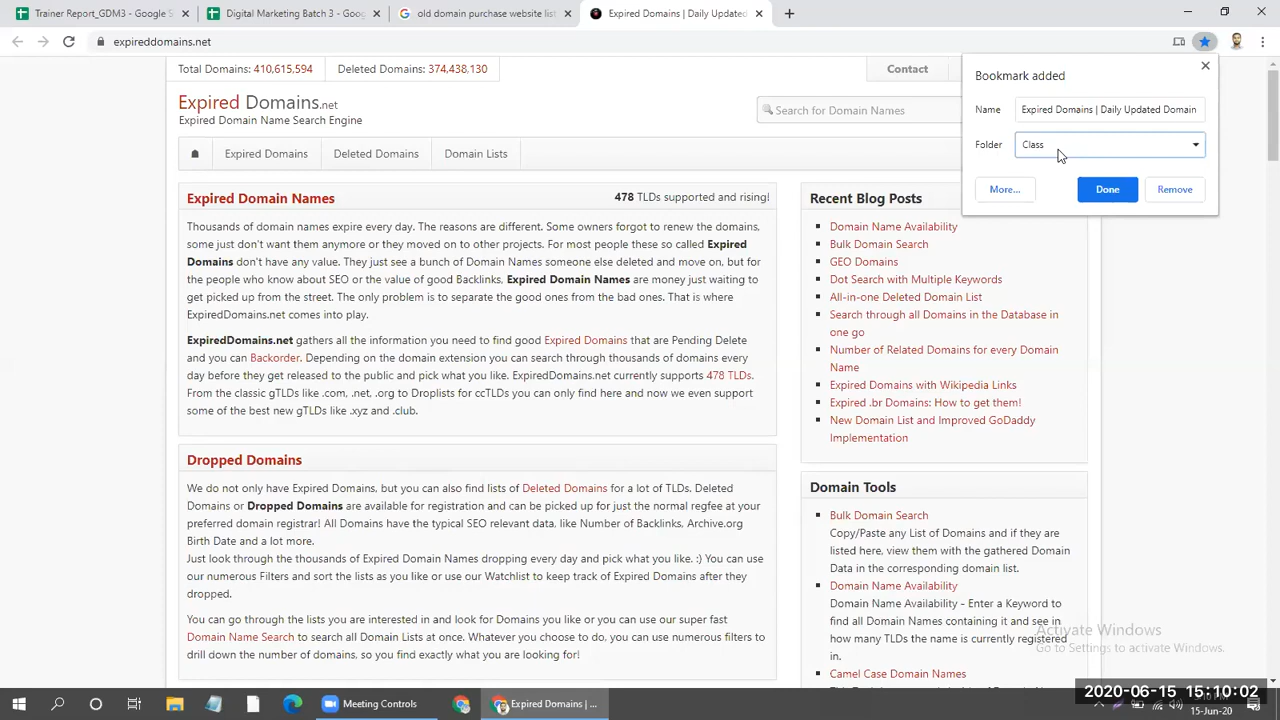 Trainer Report_GDM3 - Google S
Digital Marketing Batch 3 - Goog
old domain purchase website list
Expired Domains | Daily Updated
expireddomains.net
Total Domains: 410,615,594
Deleted Domains: 374,438,130
Contact
Expired Domains.net
Expired Domain Name Search Engine
Search for Domain Names
Expired Domains
Deleted Domains
Domain Lists
Bookmark added
Name
Expired Domains | Daily Updated Domain
Folder
Class
More...
Done
Remove
Expired Domain Names
478 TLDs supported and rising!
Thousands of domain names expire every day. The reasons are different. Some owners forgot to renew the domains,
some just don't want them anymore or they moved on to other projects. For most people these so called Expired
Domains don't have any value. They just see a bunch of Domain Names someone else deleted and move on, but for
the people who know about SEO or the value of good Backlinks, Expired Domain Names are money just waiting to
get picked up from the street. The only problem is to separate the good ones from the bad ones. That is where
ExpiredDomains.net comes into play.
ExpiredDomains.net gathers all the information you need to find good Expired Domains that are Pending Delete
and you can Backorder. Depending on the domain extension you can search through thousands of domains every
day before they get released to the public and pick what you like. ExpiredDomains.net currently supports 478 TLDs.
From the classic gTLDs like .com, .net, .org to Droplists for ccTLDs you can only find here and now we even support
some of the best new gTLDs like .xyz and .club.
Dropped Domains
We do not only have Expired Domains, but you can also find lists of Deleted Domains for a lot of TLDs. Deleted
Domains or Dropped Domains are available for registration and can be picked up for just the normal regfee at your
preferred domain registrar! All Domains have the typical SEO relevant data, like Number of Backlinks, Archive.org
Birth Date and a lot more.
Just look through the thousands of Expired Domain Names dropping every day and pick what you like. :) You can use
our numerous Filters and sort the lists as you like or use our Watchlist to keep track of Expired Domains after they
dropped.
You can go through the lists you are interested in and look for Domains you like or you can use our super fast
Domain Name Search to search all Domain Lists at once. Whatever you choose to do, you can use numerous filters to
drill down the number of domains, so you find exactly what you are looking for!
Recent Blog Posts
Domain Name Availability
Bulk Domain Search
GEO Domains
Dot Search with Multiple Keywords
All-in-one Deleted Domain List
Search through all Domains in the Database in
one go
Number of Related Domains for every Domain
Name
Expired Domains with Wikipedia Links
Expired .br Domains: How to get them!
New Domain List and Improved GoDaddy
Implementation
Domain Tools
Bulk Domain Search
Copy/Paste any List of Domains and if they are
listed here, view them with the gathered Domain
Data in the corresponding domain list.
Domain Name Availability
Domain Name Availability - Enter a Keyword to
find all Domain Names containing it and see in
how many TLDs the name is currently registered
in.
Camel Case Domain Names
Activate Windows
Go to Settings to activate Windows.
Meeting Controls
Expired Domains | ...
2020-06-15 15:10:02
15-Jun-20